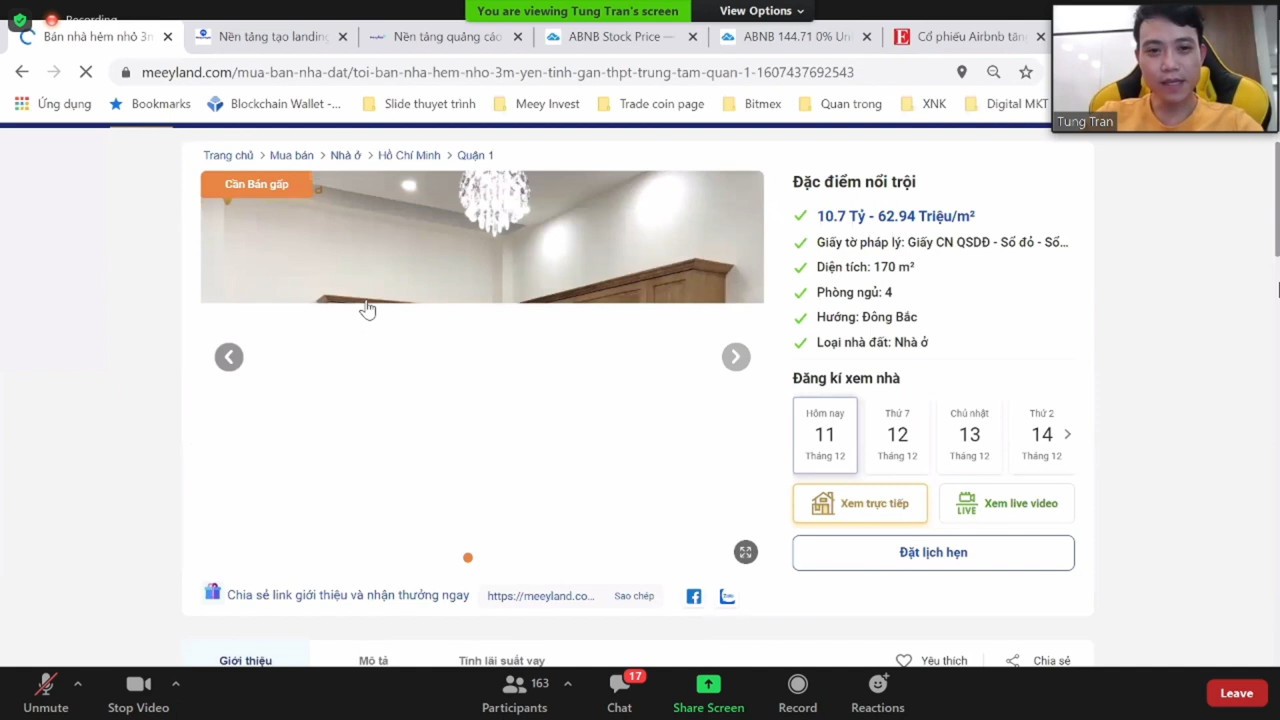 Recording
You are viewing Tung Tran's screen
View Options
Bán nhà hẻm nhỏ 3m
Nền tảng tạo landing
Nền tảng quảng cáo
ABNB Stock Price —
ABNB 144.71 0% Un
Cổ phiếu Airbnb tăn
meeyland.com/mua-ban-nha-dat/toi-ban-nha-hem-nho-3m-yen-tinh-gan-thpt-trung-tam-quan-1-1607437692543
Ứng dụng
Bookmarks
Blockchain Wallet -...
Slide thuyết trình
Meey Invest
Trade coin page
Bitmex
Quan trong
XNK
Digital MKT
Tung Tran
Trang chủ > Mua bán > Nhà ở > Hồ Chí Minh > Quận 1
Cần Bán gấp
Đặc điểm nổi trội
10.7 Tỷ - 62.94 Triệu/m²
Giấy tờ pháp lý: Giấy CN QSDĐ - Sổ đỏ - Sổ...
Diện tích: 170 m²
Phòng ngủ: 4
Hướng: Đông Bắc
Loại nhà đất: Nhà ở
Đăng kí xem nhà
Hôm nay Thứ 7 Chủ nhật Thứ 2
11 12 13 14
Tháng 12 Tháng 12 Tháng 12 Tháng 12
Xem trực tiếp
LIVE Xem live video
Đặt lịch hẹn
Chia sẻ link giới thiệu và nhận thưởng ngay
https://meeyland.co...
Sao chép
Zalo
Giới thiệu
Mô tả
Tính lãi suất vay
Yêu thích
Chia sẻ
Unmute
Stop Video
Participants 163
Chat 17
Share Screen
Record
Reactions
Leave